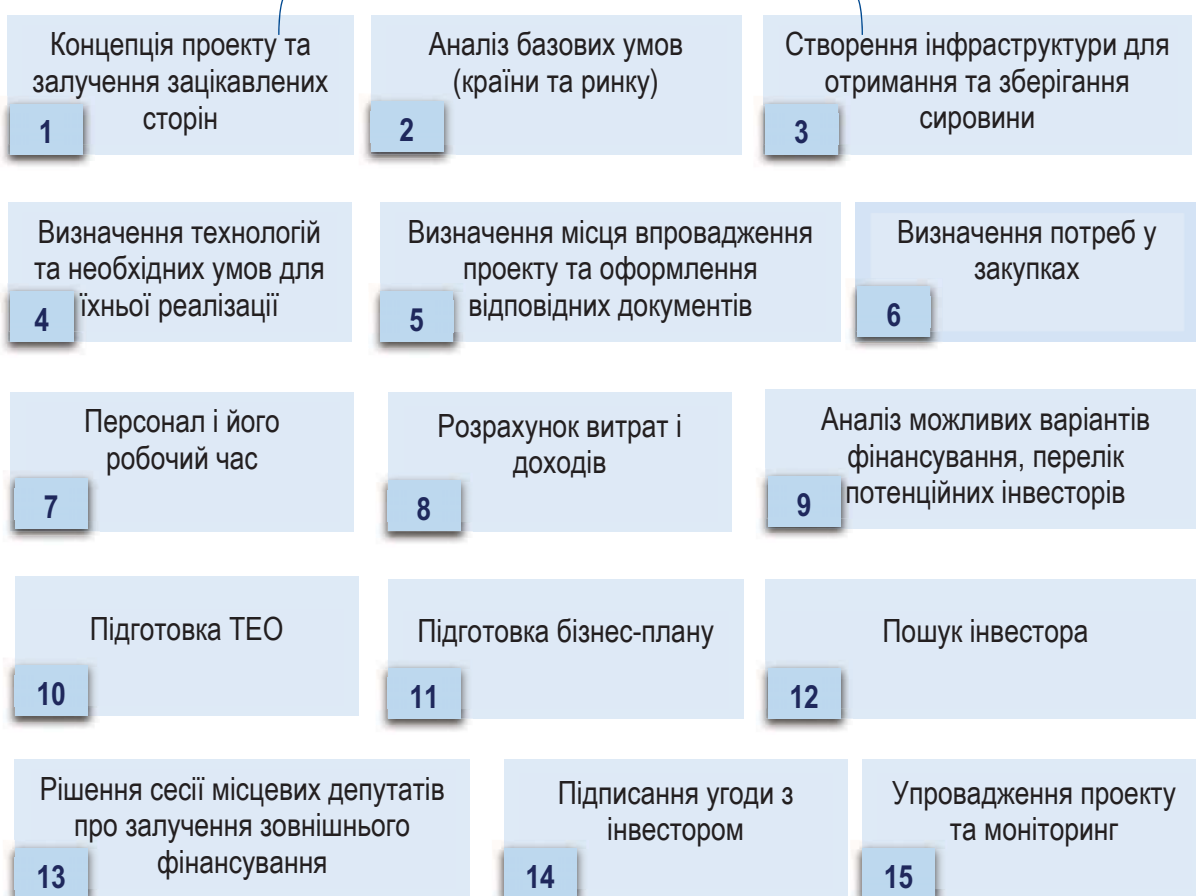 Концепція проекту та
залучення зацікавлених
сторін
1
Аналіз базових умов
(країни та ринку)
2
Створення інфраструктури для
отримання та зберігання
сировини
3
Визначення технологій
та необхідних умов для
їхньої реалізації
4
Визначення місця впровадження
проекту та оформлення
відповідних документів
5
Визначення потреб у
закупках
6
Персонал і його
робочий час
7
Розрахунок витрат і
доходів
8
Аналіз можливих варіантів
фінансування, перелік
потенційних інвесторів
9
Підготовка ТЕО
10
Підготовка бізнес-плану
11
Пошук інвестора
12
Рішення сесії місцевих депутатів
про залучення зовнішнього
фінансування
13
Підписання угоди з
інвестором
14
Упровадження проекту
та моніторинг
15